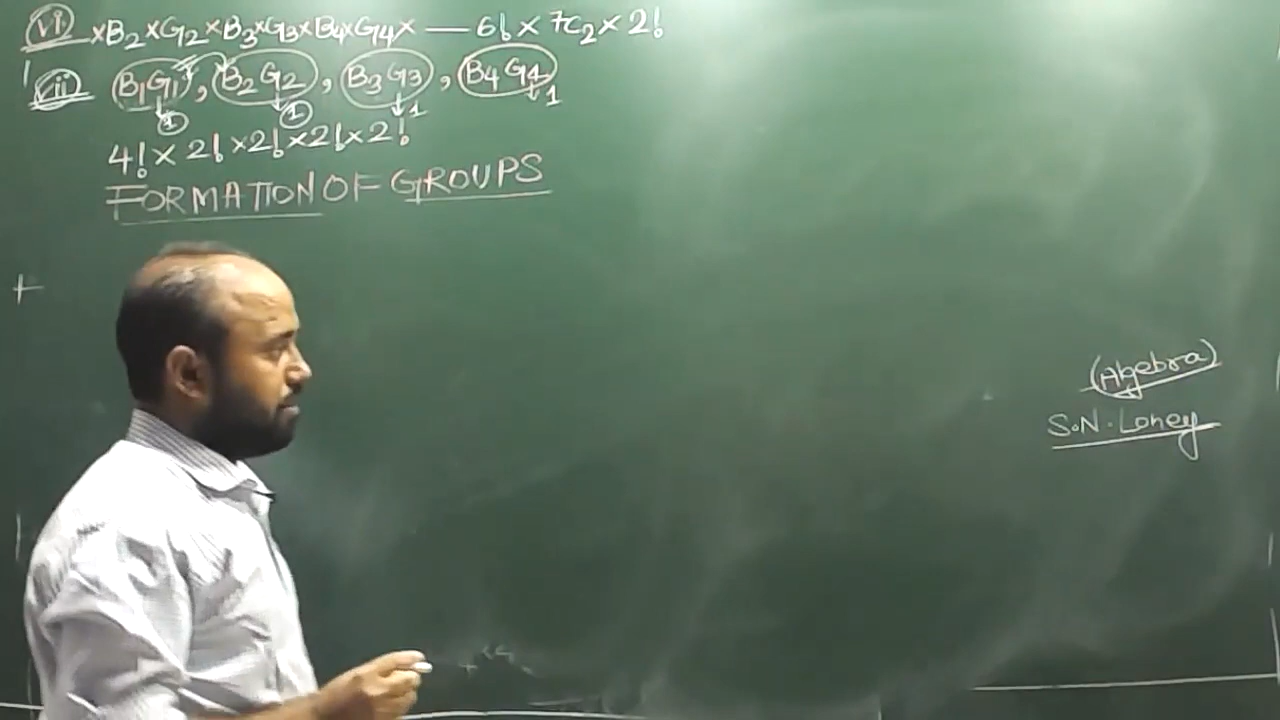 (vi) ×B₂×G₂×B₃×G₃×B₄×G₄× — 6! × 7C₂ × 2!
(vii) B₁G₁, B₂G₂, B₃G₃, B₄G₄
1 1 1 1
4! × 2! × 2! × 2! × 2!
FORMATION OF GROUPS
(Algebra)
S.N. Loney